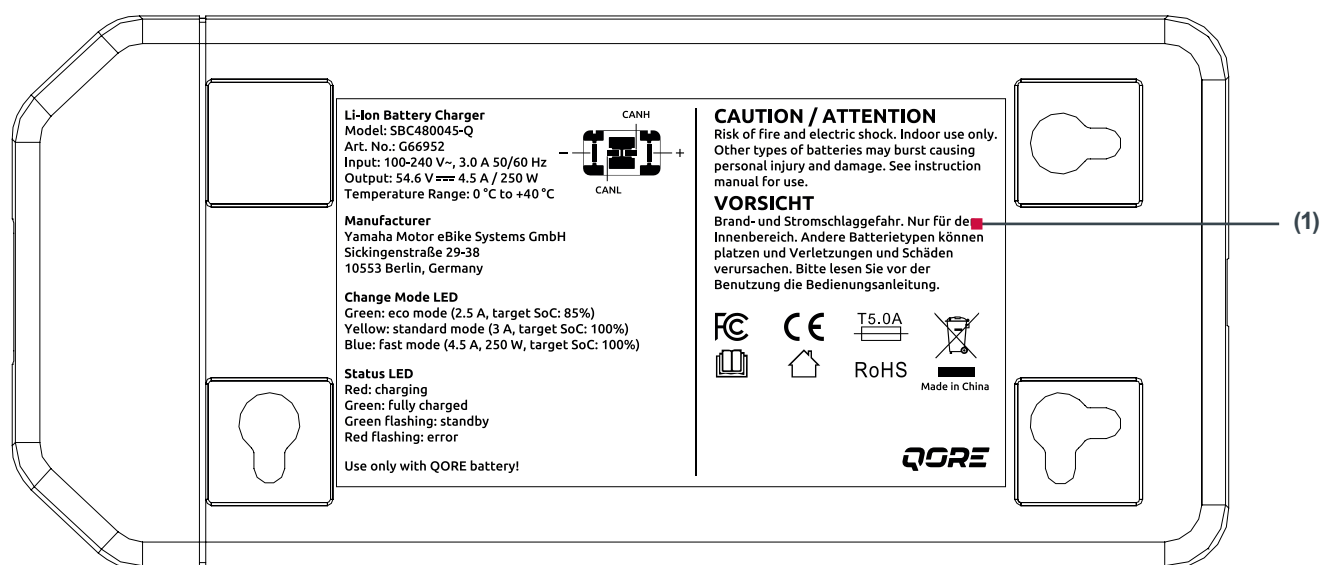 Li-Ion Battery Charger
Model: SBC480045-Q
Art. No.: G66952
Input: 100-240 V~, 3.0 A 50/60 Hz
Output: 54.6 V ⎓ 4.5 A / 250 W
Temperature Range: 0 °C to +40 °C
CANH
- +
CANL
Manufacturer
Yamaha Motor eBike Systems GmbH
Sickingenstraße 29-38
10553 Berlin, Germany
Change Mode LED
Green: eco mode (2.5 A, target SoC: 85%)
Yellow: standard mode (3 A, target SoC: 100%)
Blue: fast mode (4.5 A, 250 W, target SoC: 100%)
Status LED
Red: charging
Green: fully charged
Green flashing: standby
Red flashing: error
Use only with QORE battery!
CAUTION / ATTENTION
Risk of fire and electric shock. Indoor use only.
Other types of batteries may burst causing
personal injury and damage. See instruction
manual for use.
VORSICHT
Brand- und Stromschlaggefahr. Nur für
Innenbereich. Andere Batterietypen können
platzen und Verletzungen und Schäden
verursachen. Bitte lesen Sie vor der
Benutzung die Bedienungsanleitung.
FC CE T5.0A
RoHS
Made in China
QORE
(1)